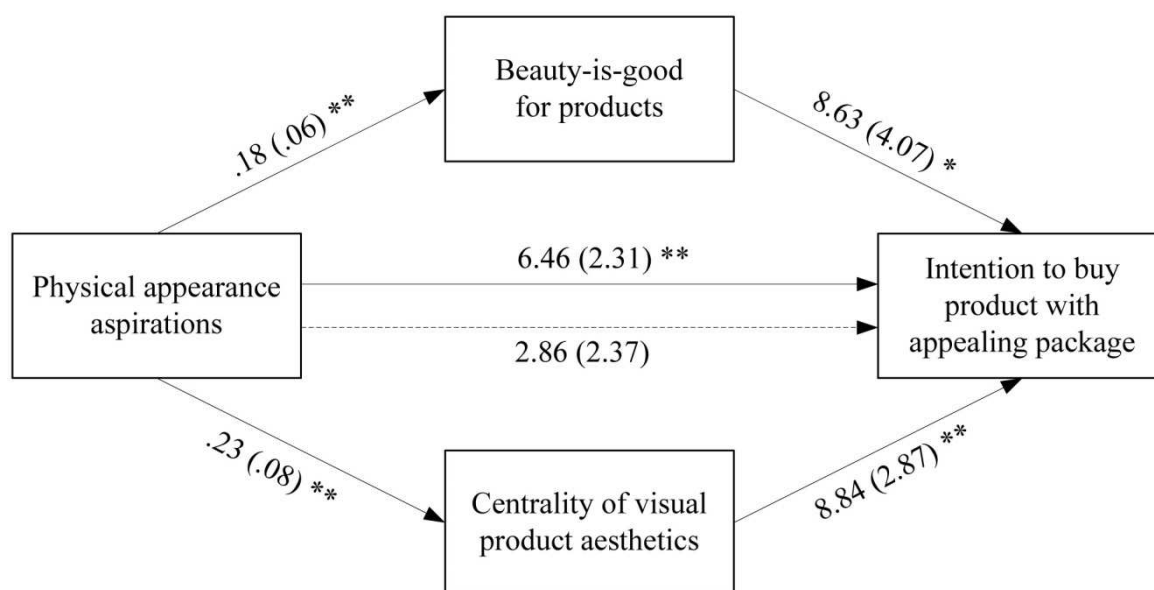 Beauty-is-good
for products
.18 (.06) **
8.63 (4.07) *
Physical appearance
aspirations
6.46 (2.31) **
2.86 (2.37)
Intention to buy
product with
appealing package
.23 (.08) **
8.84 (2.87) **
Centrality of visual
product aesthetics